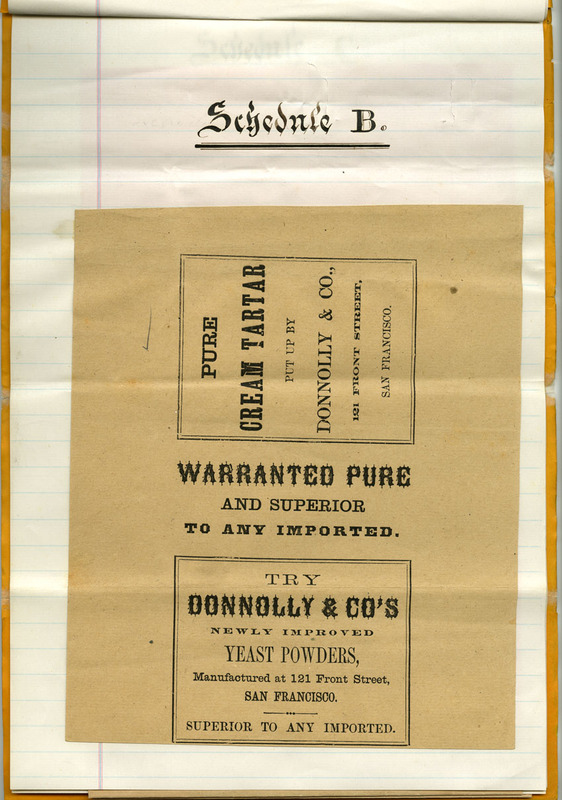 Schedule B.
PURE
CREAM TARTAR
PUT UP BY
DONNOLLY & CO.,
121 FRONT STREET,
SAN FRANCISCO.
WARRANTED PURE
AND SUPERIOR
TO ANY IMPORTED.
TRY
DONNOLLY & CO'S
NEWLY IMPROVED
YEAST POWDERS,
Manufactured at 121 Front Street,
SAN FRANCISCO.
SUPERIOR TO ANY IMPORTED.